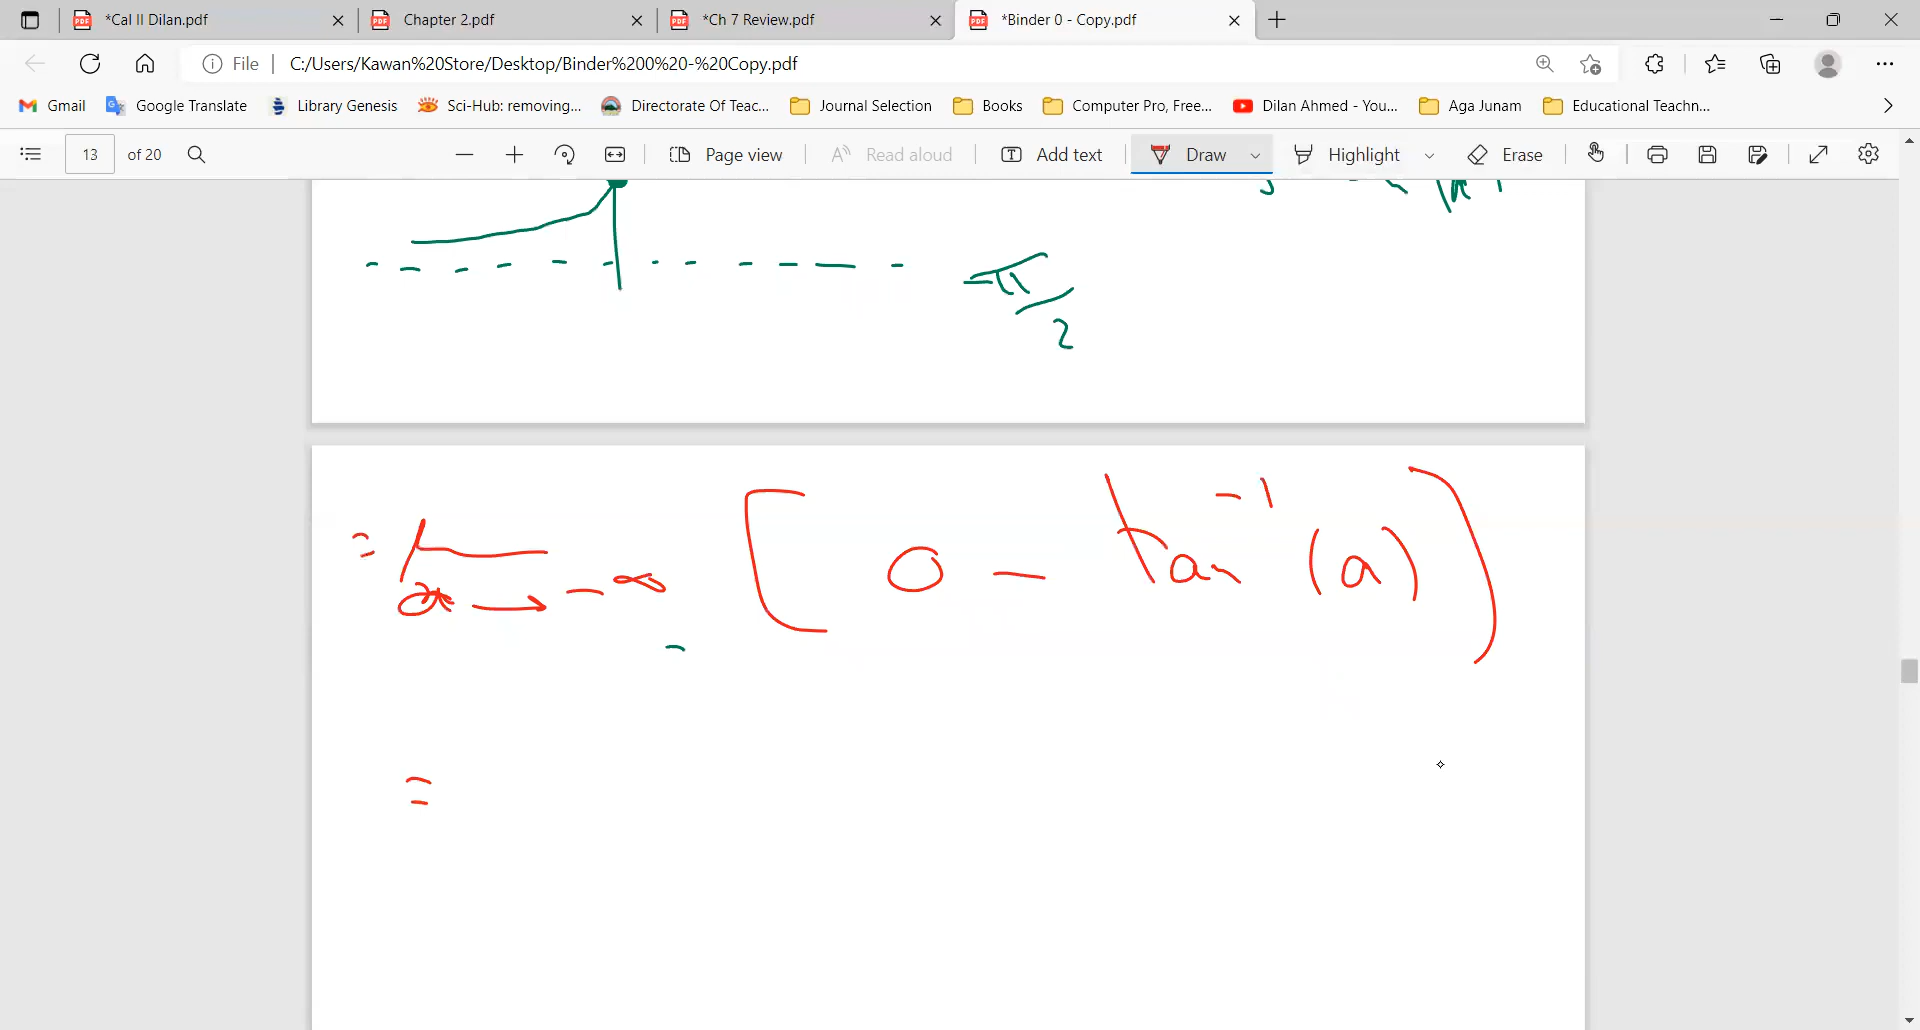 *Cal II Dilan.pdf
Chapter 2.pdf
*Ch 7 Review.pdf
*Binder 0 - Copy.pdf
File | C:/Users/Kawan%20Store/Desktop/Binder%200%20-%20Copy.pdf
Gmail Google Translate Library Genesis Sci-Hub: removing... Directorate Of Teac... Journal Selection Books Computer Pro, Free... Dilan Ahmed - You... Aga Junam Educational Teachn...
13 of 20 Page view Read aloud Add text Draw Highlight Erase
-π/2
= [ 0 - tan⁻¹ (a) )
a → -∞
=